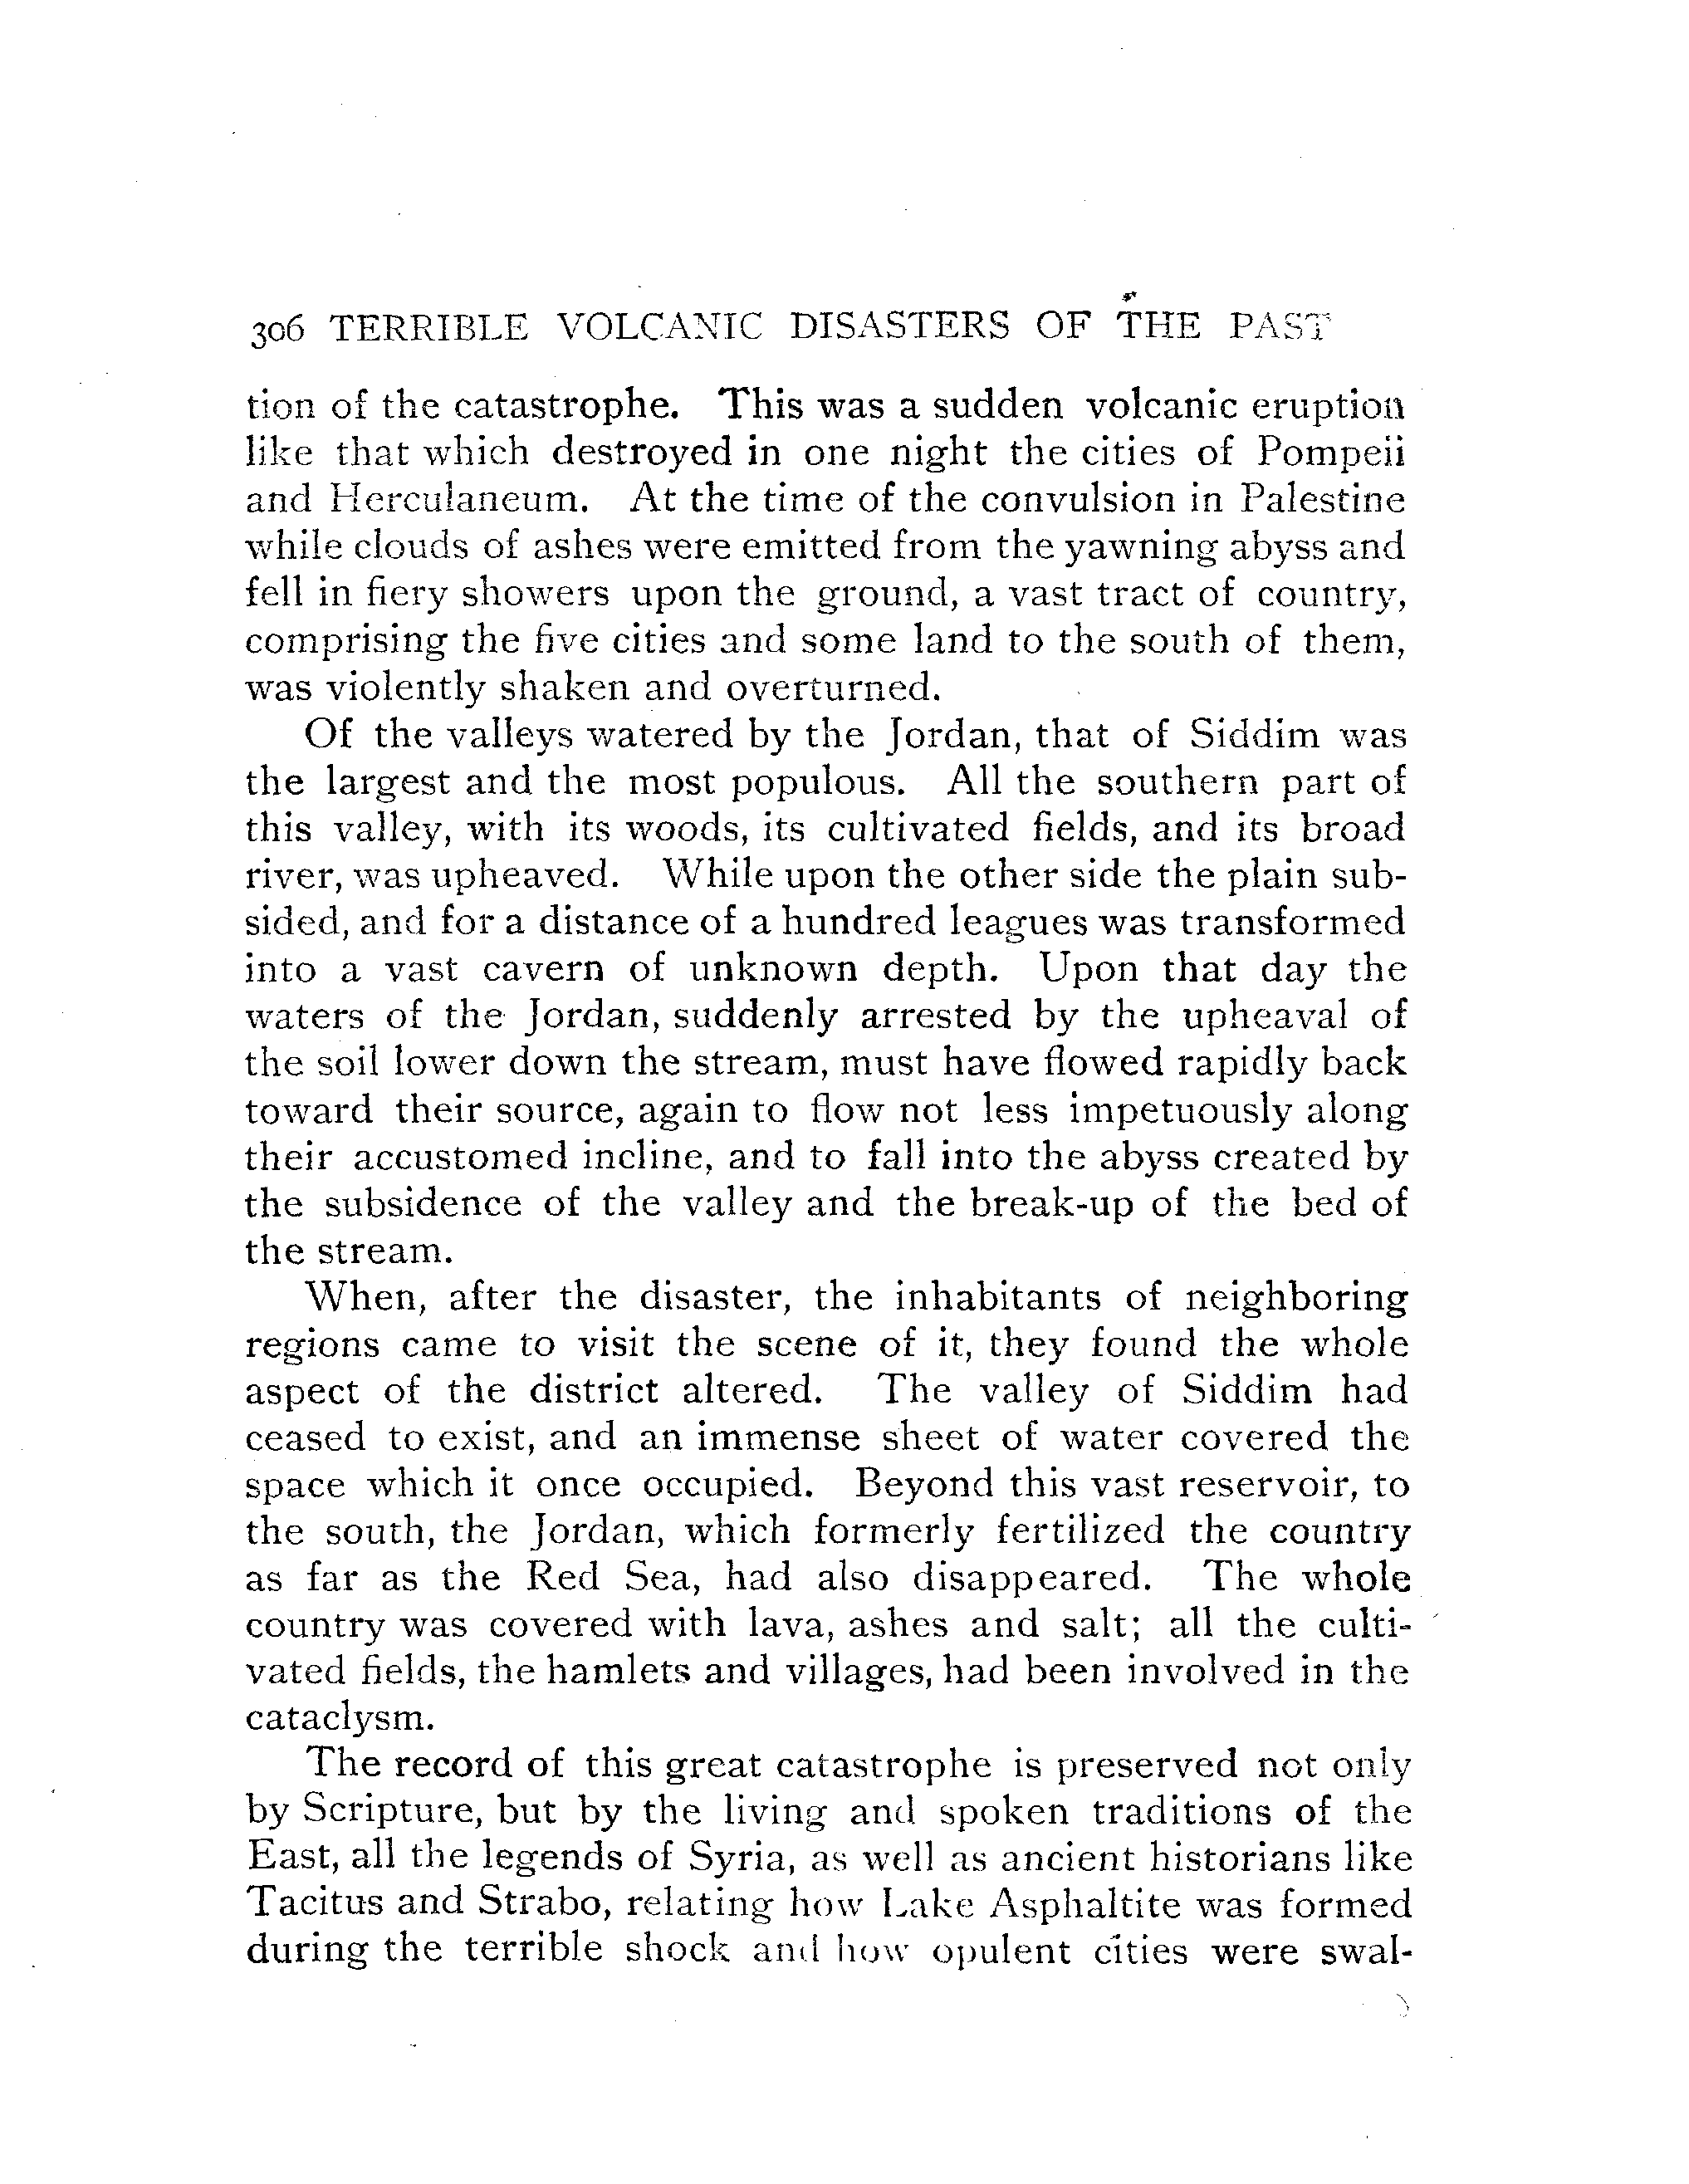 306 TERRIBLE VOLCANIC DISASTERS OF THE PAST
tion of the catastrophe. This was a sudden volcanic eruption
like that which destroyed in one night the cities of Pompeii
and Herculaneum. At the time of the convulsion in Palestine
while clouds of ashes were emitted from the yawning abyss and
fell in fiery showers upon the ground, a vast tract of country,
comprising the five cities and some land to the south of them,
was violently shaken and overturned.
Of the valleys watered by the Jordan, that of Siddim was
the largest and the most populous. All the southern part of
this valley, with its woods, its cultivated fields, and its broad
river, was upheaved. While upon the other side the plain sub-
sided, and for a distance of a hundred leagues was transformed
into a vast cavern of unknown depth. Upon that day the
waters of the Jordan, suddenly arrested by the upheaval of
the soil lower down the stream, must have flowed rapidly back
toward their source, again to flow not less impetuously along
their accustomed incline, and to fall into the abyss created by
the subsidence of the valley and the break-up of the bed of
the stream.
When, after the disaster, the inhabitants of neighboring
regions came to visit the scene of it, they found the whole
aspect of the district altered. The valley of Siddim had
ceased to exist, and an immense sheet of water covered the
space which it once occupied. Beyond this vast reservoir, to
the south, the Jordan, which formerly fertilized the country
as far as the Red Sea, had also disappeared. The whole
country was covered with lava, ashes and salt; all the culti-
vated fields, the hamlets and villages, had been involved in the
cataclysm.
The record of this great catastrophe is preserved not only
by Scripture, but by the living and spoken traditions of the
East, all the legends of Syria, as well as ancient historians like
Tacitus and Strabo, relating how Lake Asphaltite was formed
during the terrible shock and how opulent cities were swal-